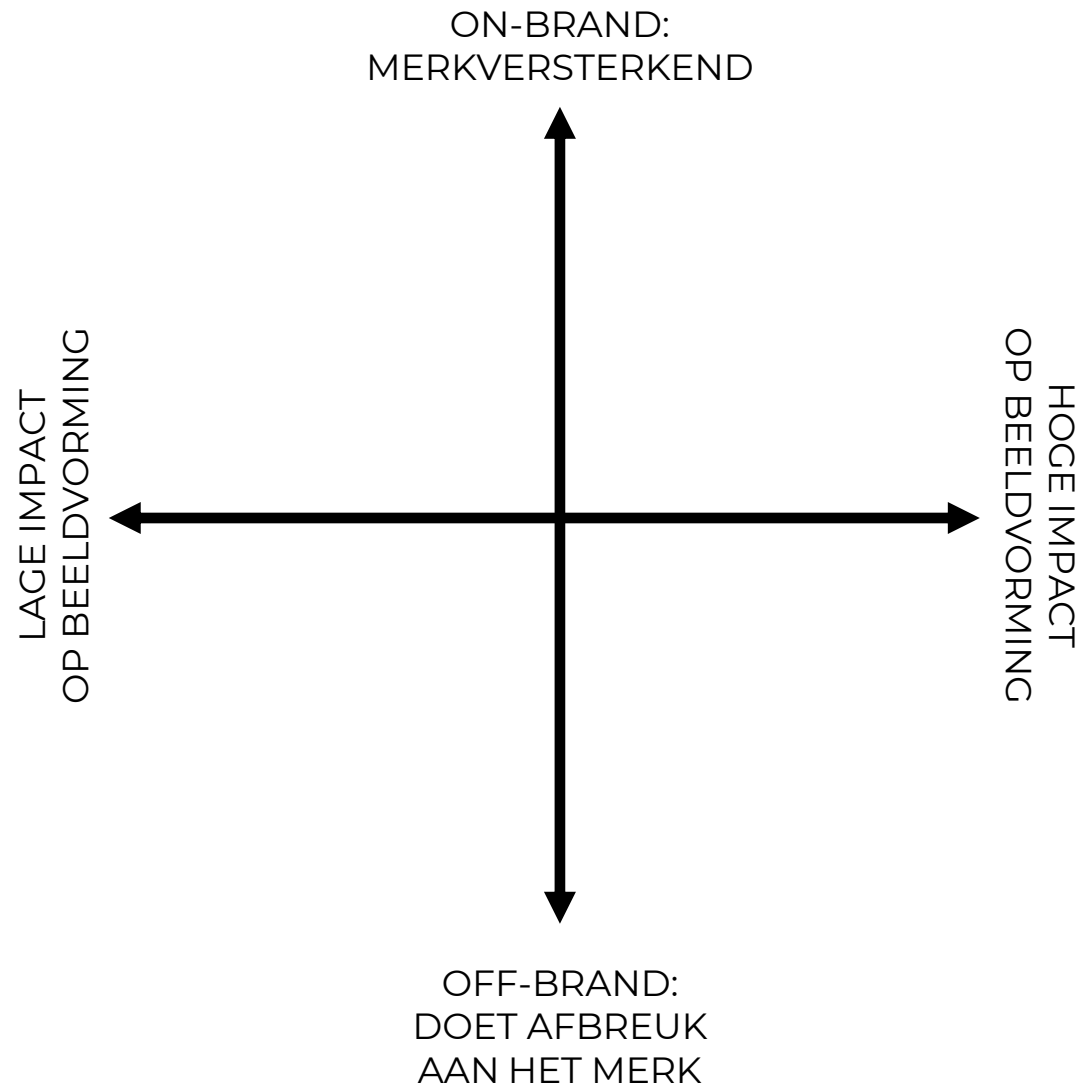 ON-BRAND:
MERKVERSTERKEND
LAGE IMPACT
OP BEELDVORMING
HOGE IMPACT
OP BEELDVORMING
OFF-BRAND:
DOET AFBREUK
AAN HET MERK